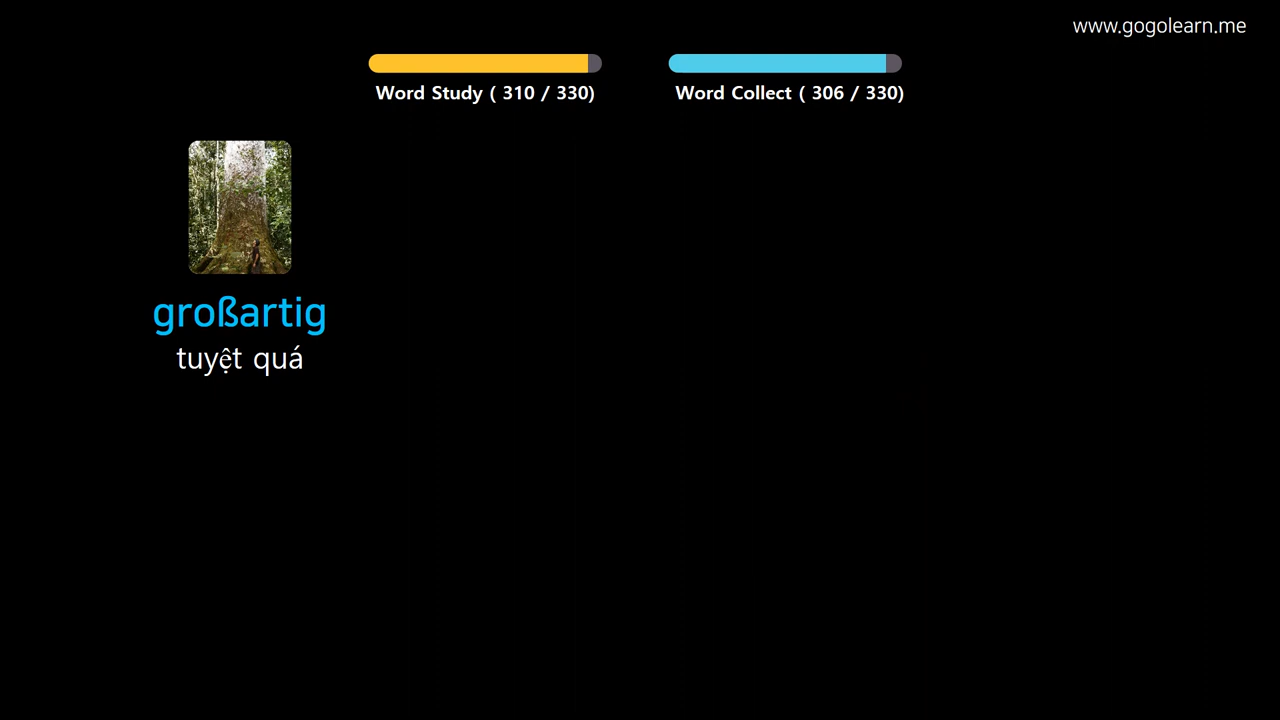 www.gogolearn.me
Word Study ( 310 / 330)
Word Collect ( 306 / 330)
großartig
tuyệt quá